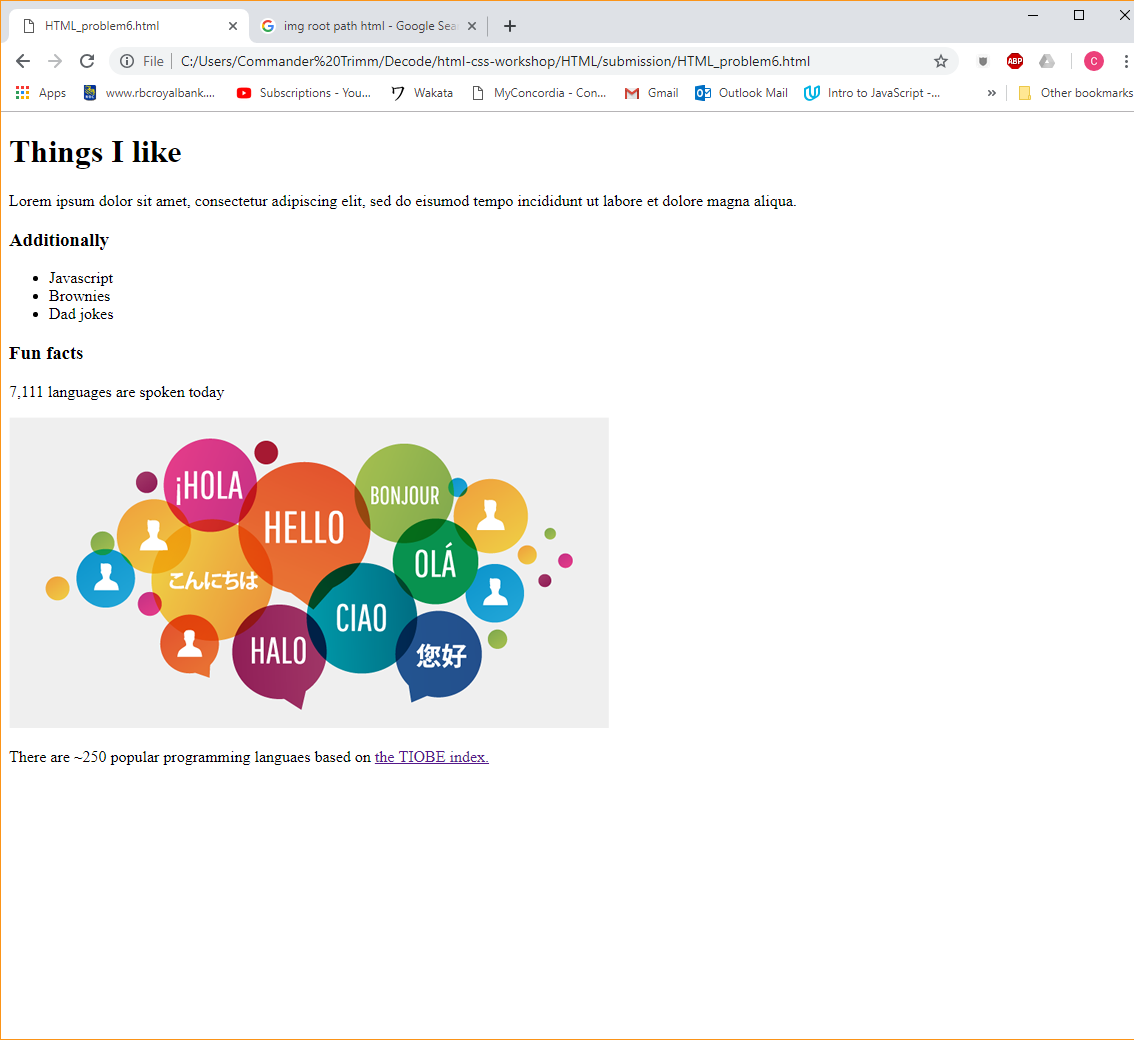 HTML_problem6.html
img root path html - Google Sea
File
C:/Users/Commander%20Trimm/Decode/html-css-workshop/HTML/submission/HTML_problem6.html
ABP
C
Apps
www.rbcroyalbank....
Subscriptions - You...
Wakata
MyConcordia - Con...
Gmail
Outlook Mail
Intro to JavaScript -...
»
Other bookmarks
Things I like
Lorem ipsum dolor sit amet, consectetur adipiscing elit, sed do eisumod tempo incididunt ut labore et dolore magna aliqua.
Additionally
• Javascript
• Brownies
• Dad jokes
Fun facts
7,111 languages are spoken today
¡HOLA
HELLO
BONJOUR
こんにちは
OLÁ
CIAO
HALO
您好
There are ~250 popular programming languaes based on the TIOBE index.